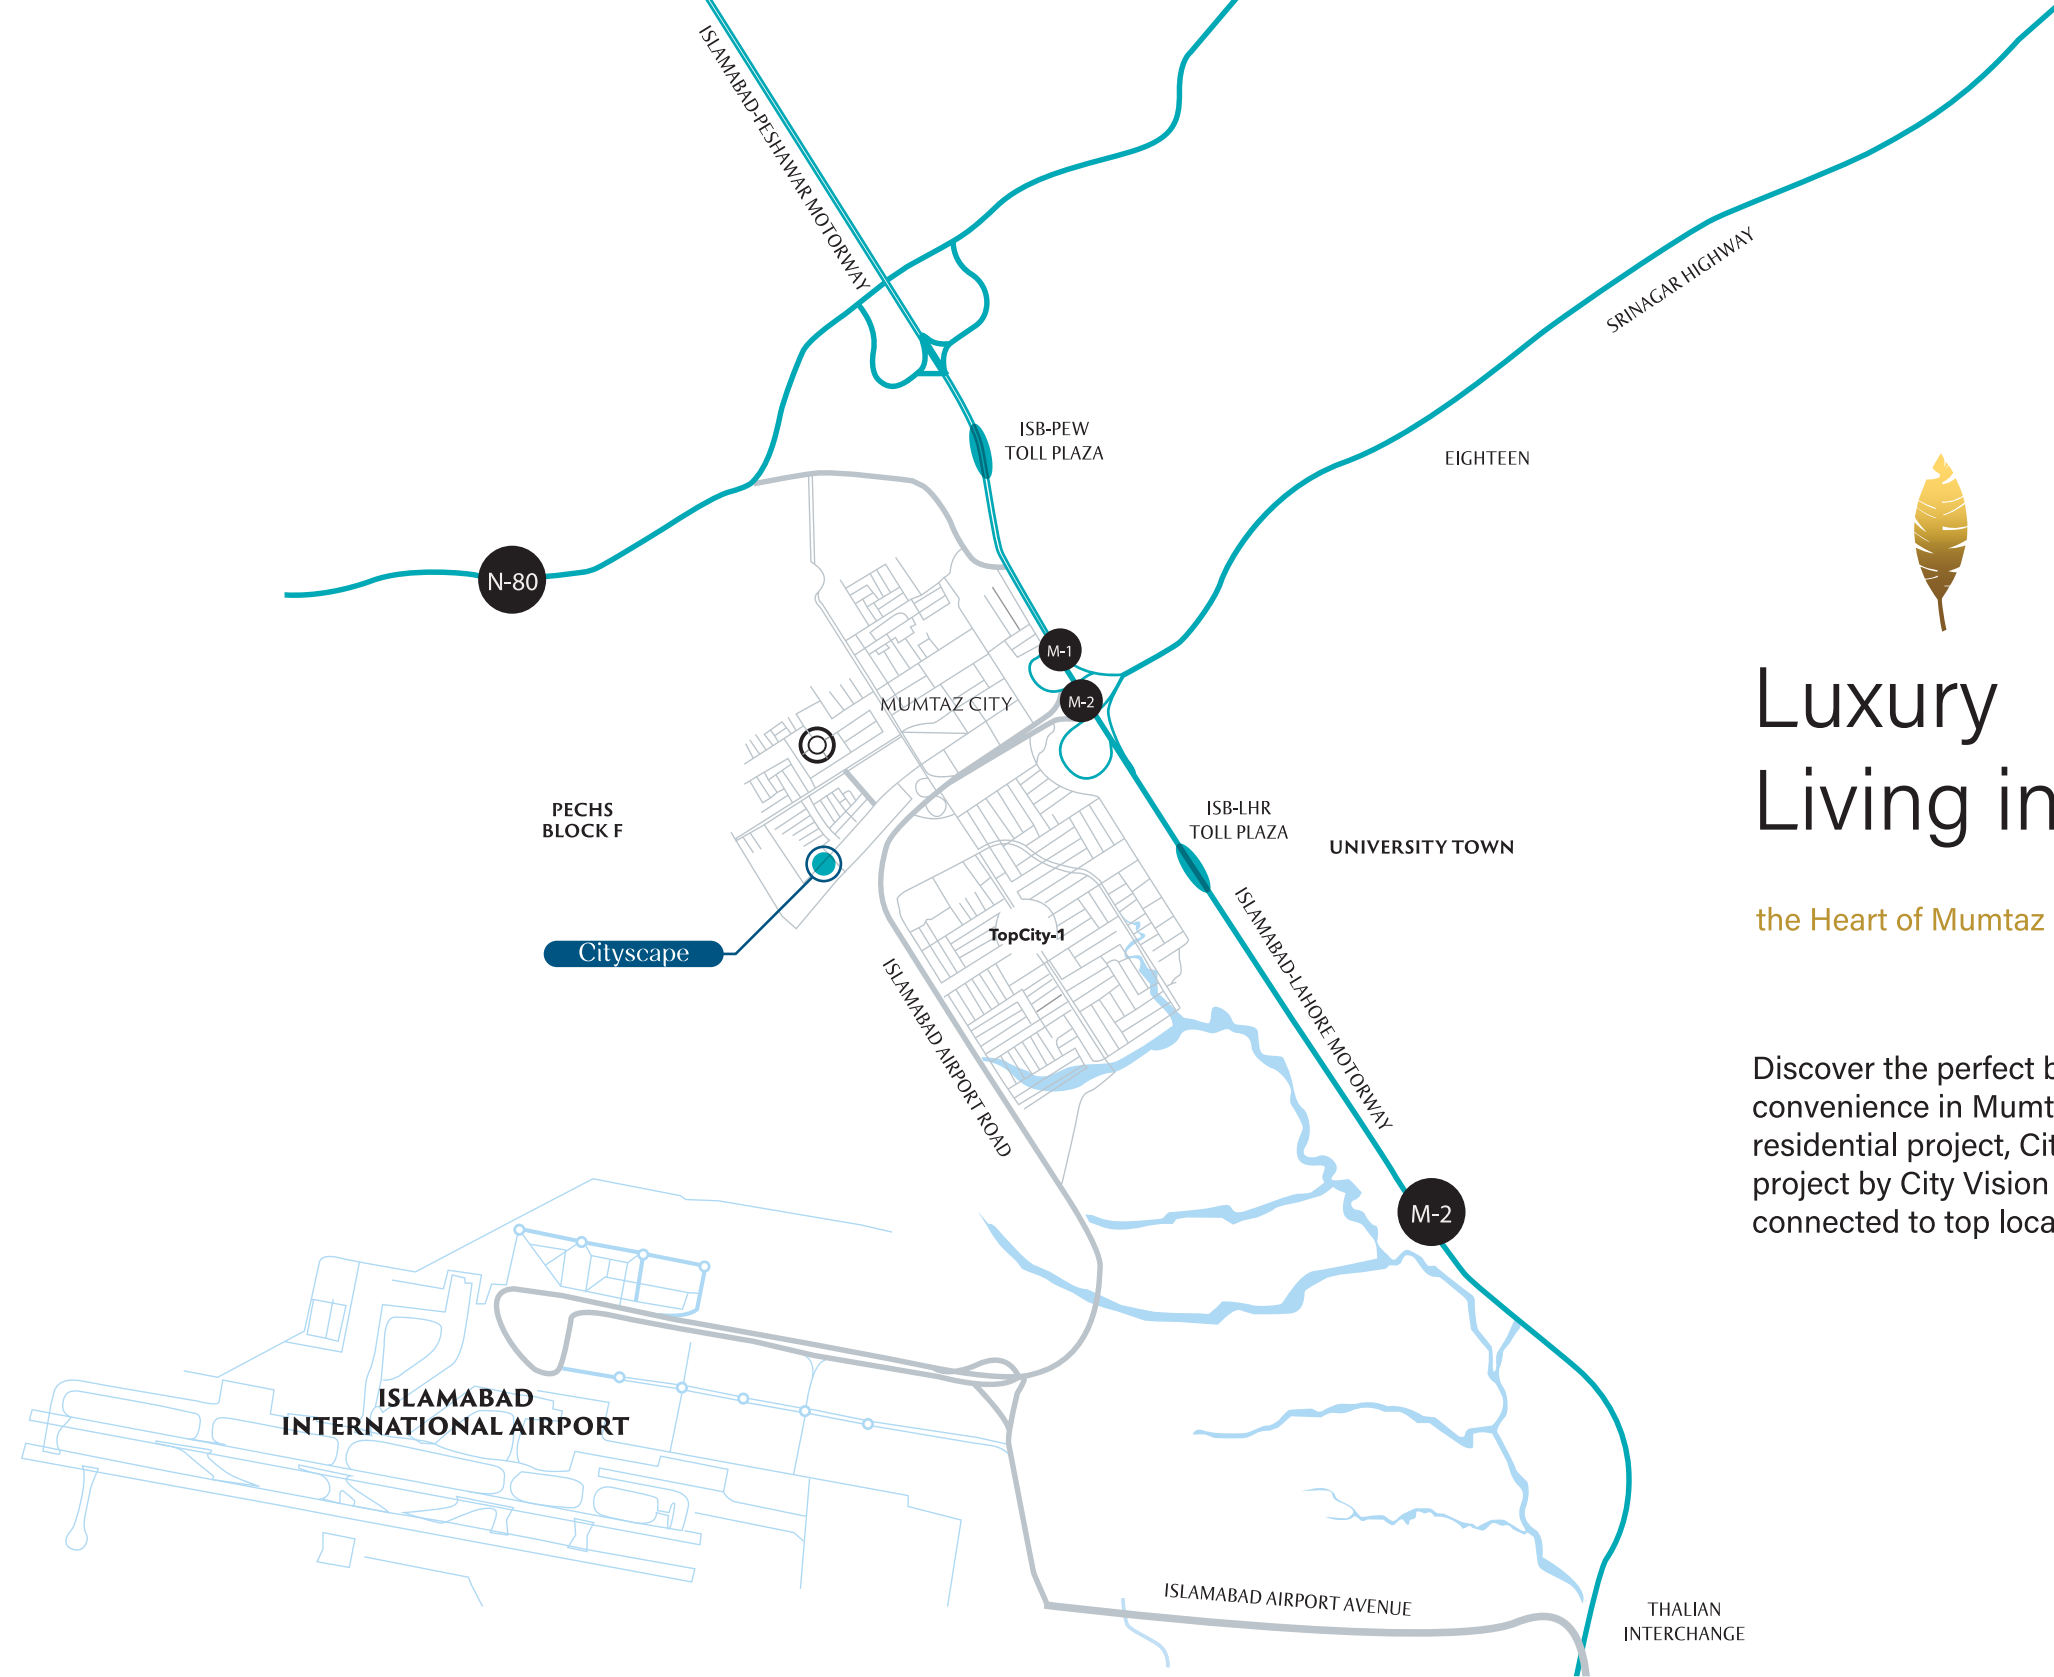 ISLAMABAD-PESHAWAR MOTORWAY
SRINAGAR HIGHWAY
ISB-PEW
TOLL PLAZA
EIGHTEEN
N-80
M-1
M-2
MUMTAZ CITY
Luxury
Living in
PECHS
BLOCK F
ISB-LHR
TOLL PLAZA
UNIVERSITY TOWN
the Heart of Mumtaz
Cityscape
TopCity-1
ISLAMABAD-LAHORE MOTORWAY
ISLAMABAD AIRPORT ROAD
Discover the perfect b
convenience in Mumt
residential project, Cit
project by City Vision
connected to top loca
M-2
ISLAMABAD
INTERNATIONAL AIRPORT
ISLAMABAD AIRPORT AVENUE
THALIAN
INTERCHANGE